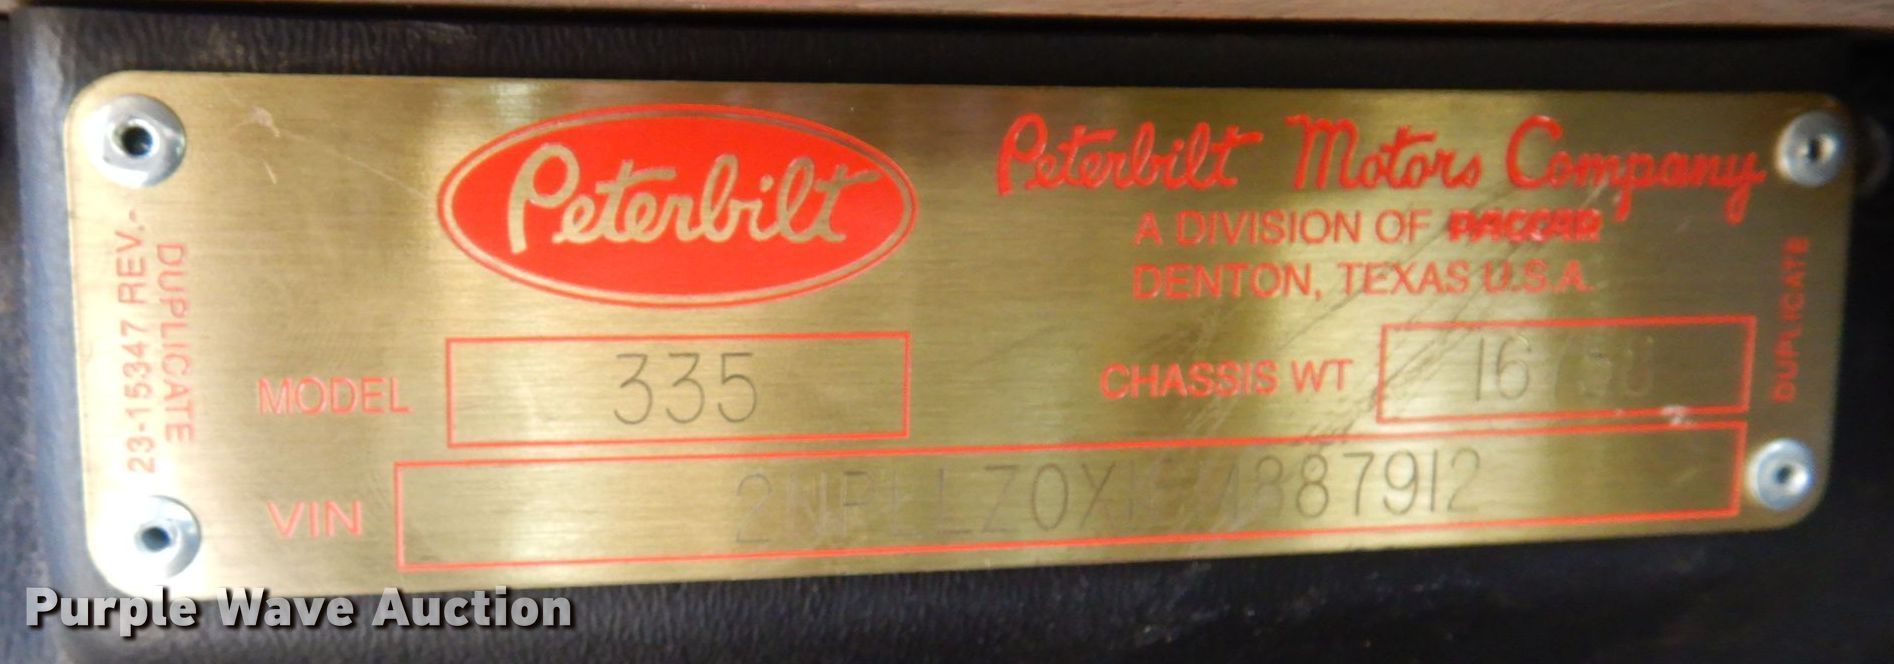 Peterbilt
Peterbilt Motors Company
A DIVISION OF PACCAR
DENTON, TEXAS U.S.A.
MODEL 335
CHASSIS WT
VIN
23-15347 REV.-
DUPLICATE
DUPLICATE
Purple Wave Auction